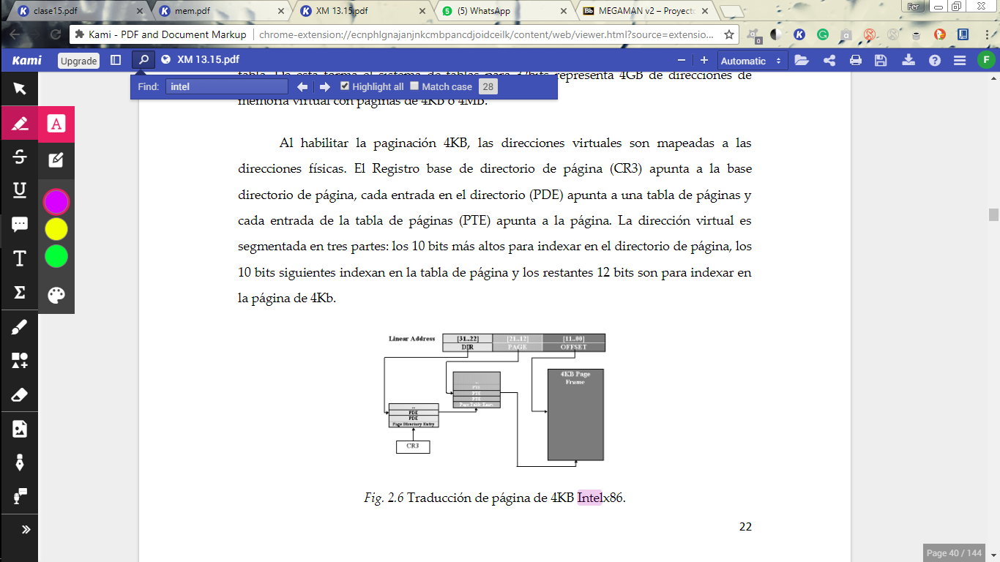 clase15.pdf
mem.pdf
XM 13.15.pdf
(5) WhatsApp
MEGAMAN v2 – Proyect
Fer
Kami - PDF and Document Markup
chrome-extension://ecnphlgnajanjnkcmbpancdjoidceilk/content/web/viewer.html?source=extensio...
0
Kami
Upgrade
XM 13.15.pdf
Automatic
F
Find:
intel
Highlight all
Match case
28
tabla. De esta forma el sistema de tablas para 32bits representa 4GB de direcciones de
memoria virtual con páginas de 4Kb o 4Mb.
Al habilitar la paginación 4KB, las direcciones virtuales son mapeadas a las
direcciones físicas. El Registro base de directorio de página (CR3) apunta a la base
directorio de página, cada entrada en el directorio (PDE) apunta a una tabla de páginas y
cada entrada de la tabla de páginas (PTE) apunta a la página. La dirección virtual es
segmentada en tres partes: los 10 bits más altos para indexar en el directorio de página, los
10 bits siguientes indexan en la tabla de página y los restantes 12 bits son para indexar en
la página de 4Kb.
Linear Address
[31..22]
[21..12]
[11..00]
DIR
PAGE
OFFSET
4KB Page
Frame
...
PTE
PTE
PTE
Page Table Entry
...
PDE
PDE
Page Directory Entry
CR3
Fig. 2.6 Traducción de página de 4KB Intelx86.
22
Page 40 / 144